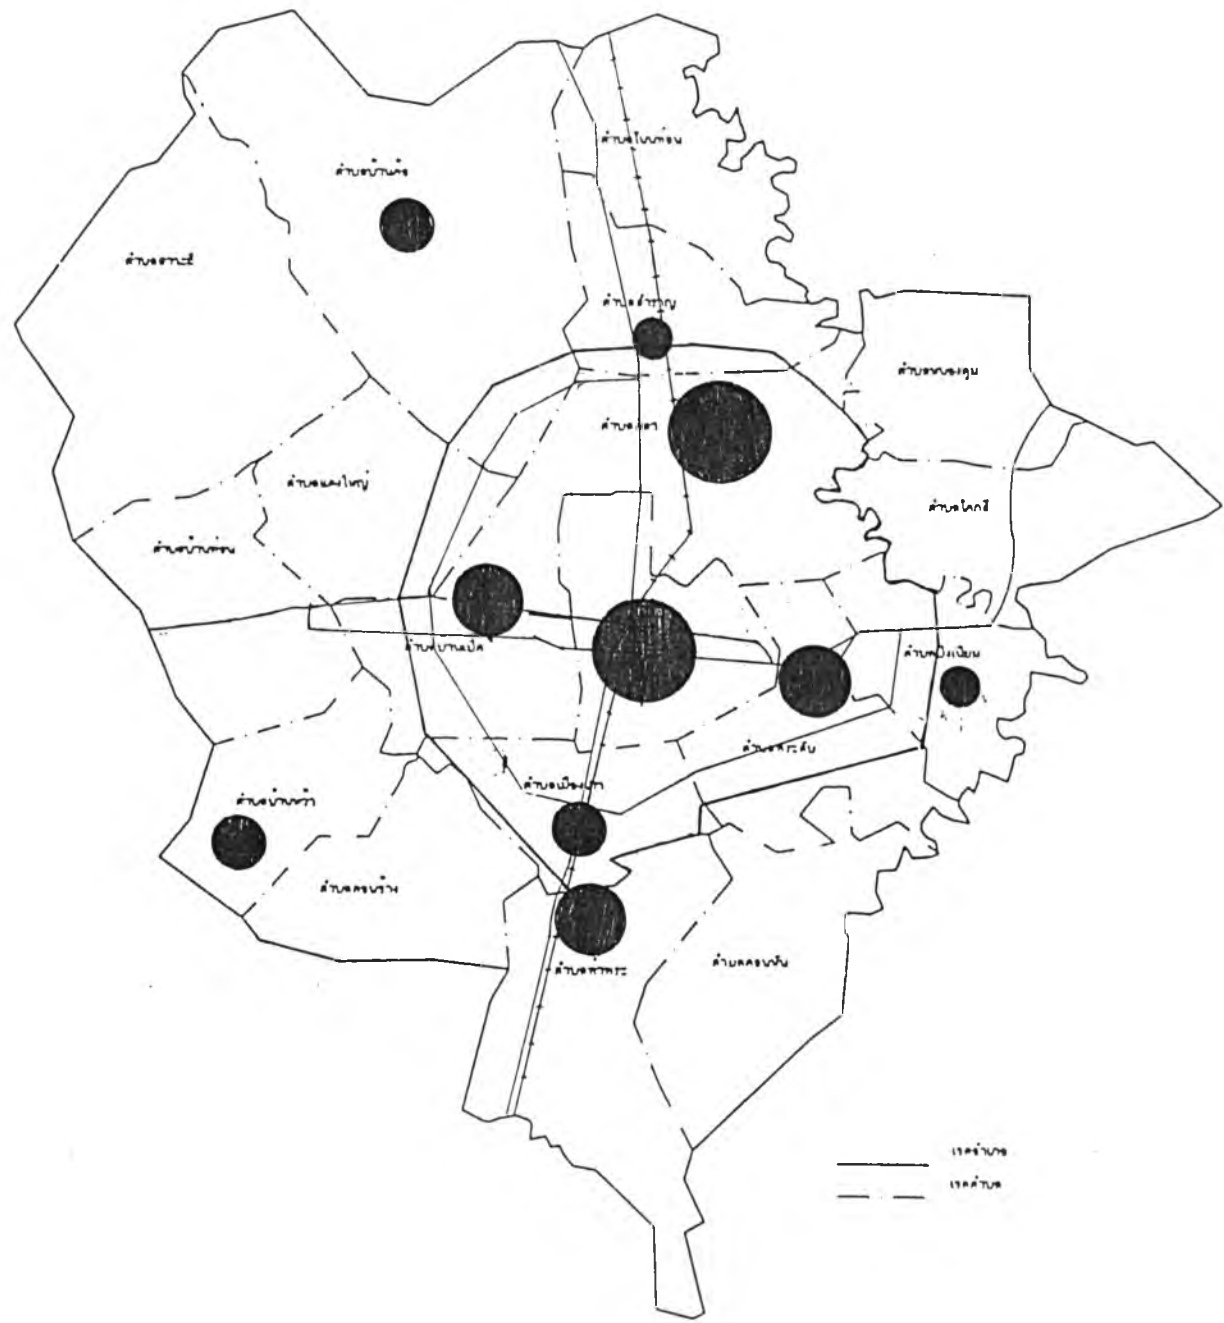 ตำบลโนนท่อน
ตำบลบ้านค้อ
ตำบลสาวะถี
ตำบลสำราญ
ตำบลหนองตูม
ตำบลศิลา
ตำบลแดงใหญ่
ตำบลโคกสี
ตำบลบ้านทุ่ม
ตำบลบ้านเป็ด
ตำบลบึงเนียม
ตำบลพระลับ
ตำบลเมืองเก่า
ตำบลบ้านหว้า
ตำบลดอนช้าง
ตำบลท่าพระ
ตำบลดอนหัน
เขตอำเภอ
เขตตำบล